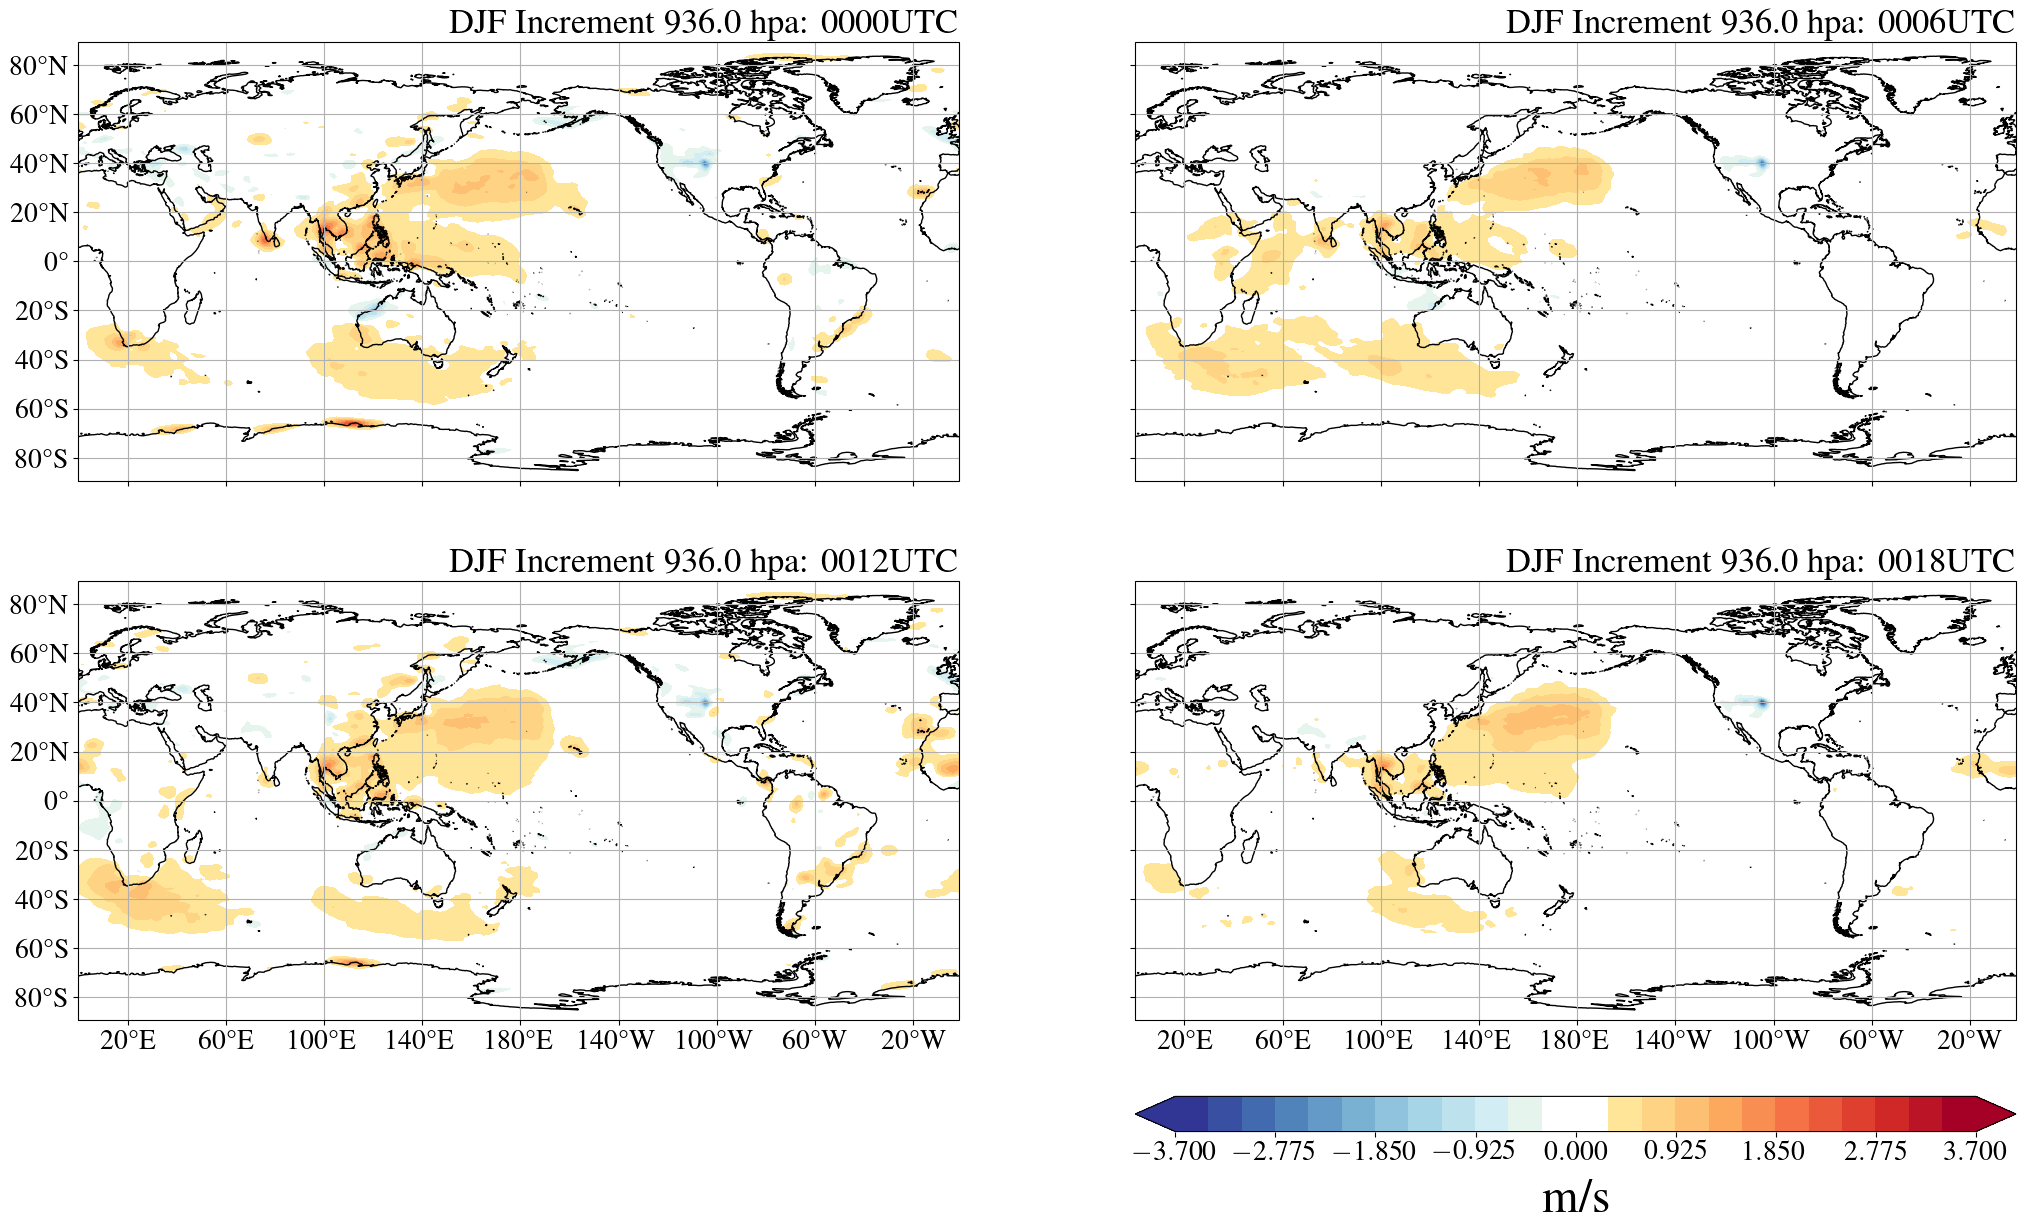 DJF Increment 936.0 hpa: 0000UTC
DJF Increment 936.0 hpa: 0006UTC
80°N
60°N
40°N
20°N
0°
20°S
40°S
60°S
80°S
DJF Increment 936.0 hpa: 0012UTC
DJF Increment 936.0 hpa: 0018UTC
80°N
60°N
40°N
20°N
0°
20°S
40°S
60°S
80°S
20°E 60°E 100°E 140°E 180°E 140°W 100°W 60°W 20°W
20°E 60°E 100°E 140°E 180°E 140°W 100°W 60°W 20°W
−3.700 −2.775 −1.850 −0.925 0.000 0.925 1.850 2.775 3.700
m/s